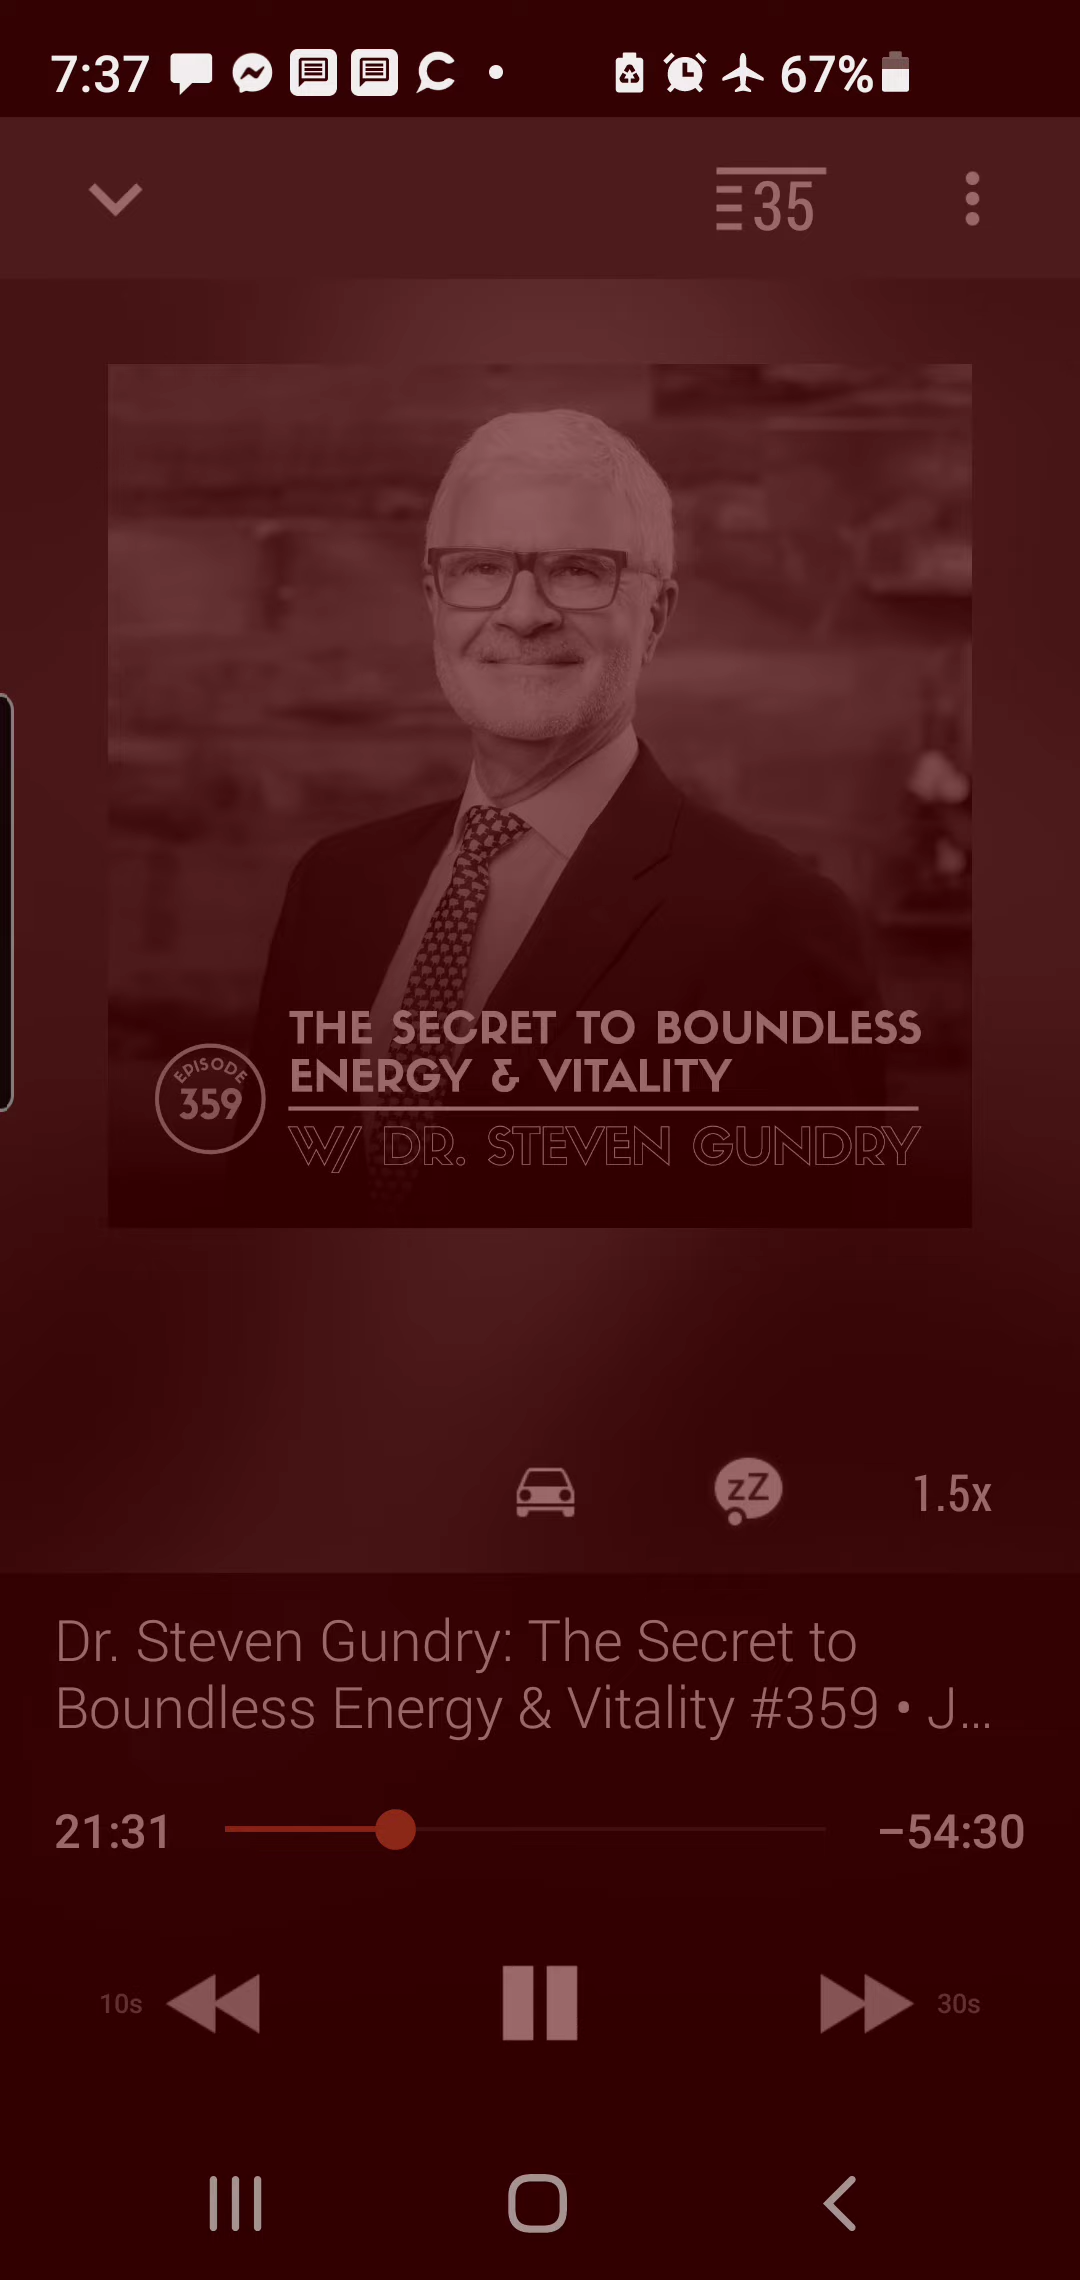 7:37
67%
35
THE SECRET TO BOUNDLESS
ENERGY & VITALITY
EPISODE
359
W/ DR. STEVEN GUNDRY
zZ
1.5x
Dr. Steven Gundry: The Secret to
Boundless Energy & Vitality #359 • J...
21:31
–54:30
10s
30s